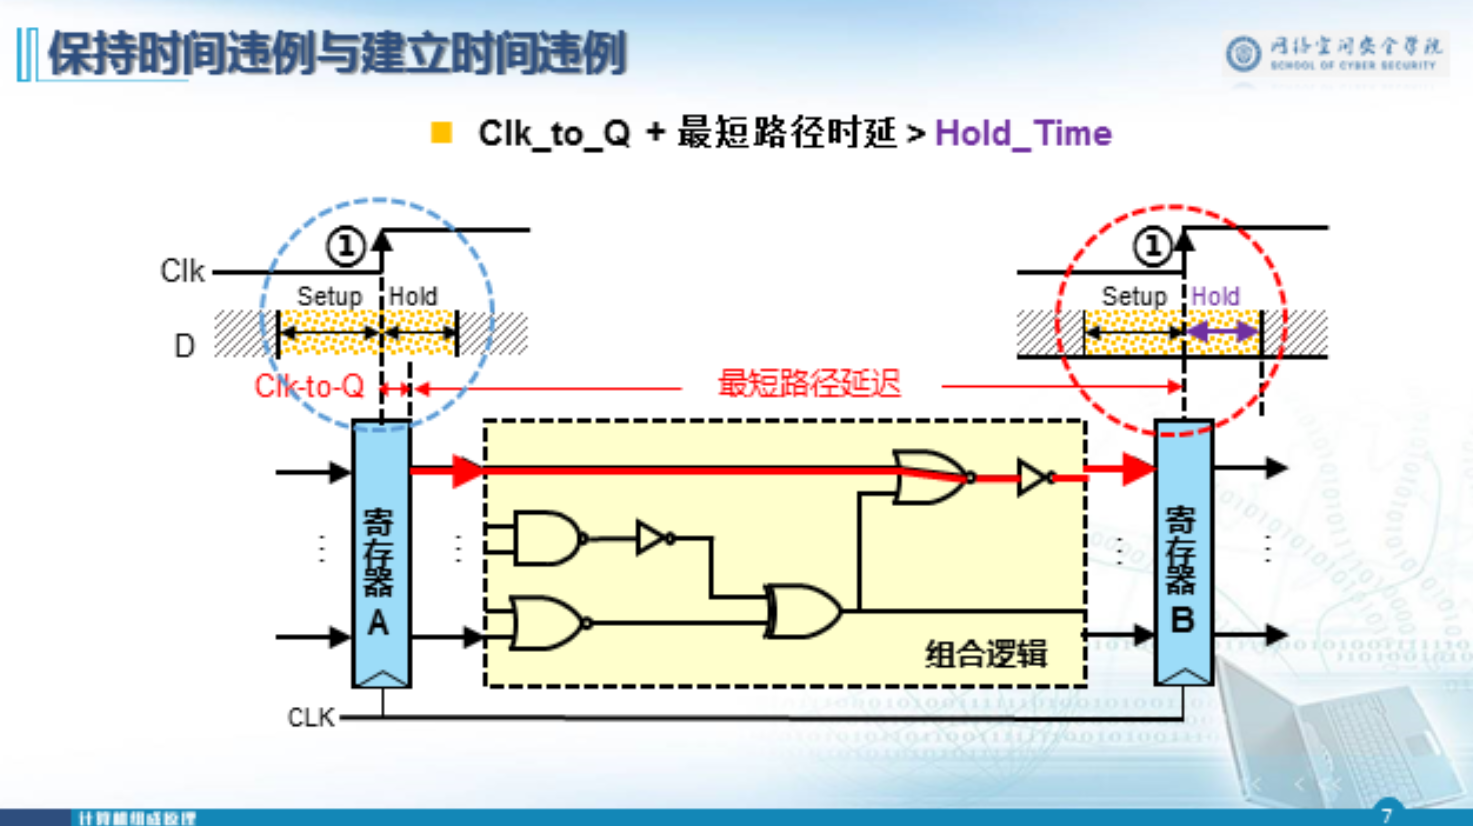 保持时间违例与建立时间违例
网络空间安全学院
SCHOOL OF CYBER SECURITY
Clk_to_Q + 最短路径时延 > Hold_Time
① ①
Clk
Setup Hold Setup Hold
D
Clk-to-Q 最短路径延迟
寄存器A
寄存器B
组合逻辑
CLK
计算机组成原理
7